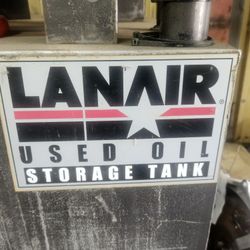 LANAIR®
USED OIL
STORAGE TANK